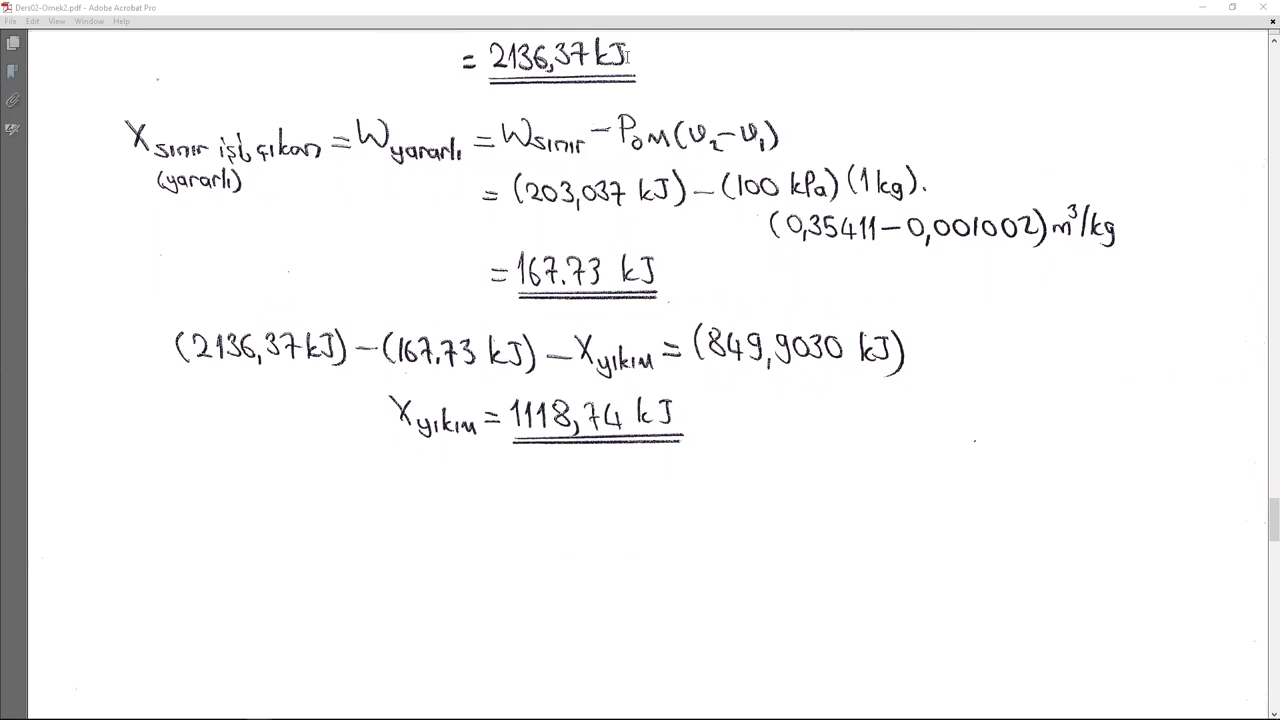 Ders02-Ornek2.pdf - Adobe Acrobat Pro
File Edit View Window Help
= 2136,37 kJ
X sınır işi, çıkan (yararlı) = W yararlı = W sınır - P₀ m (υ₂ - υ₁)
= (203,037 kJ) - (100 kPa) (1 kg).
(0,35411 - 0,001002) m³/kg
= 167.73 kJ
(2136,37 kJ) - (167,73 kJ) - X yıkım = (849,9030 kJ)
X yıkım = 1118,74 kJ